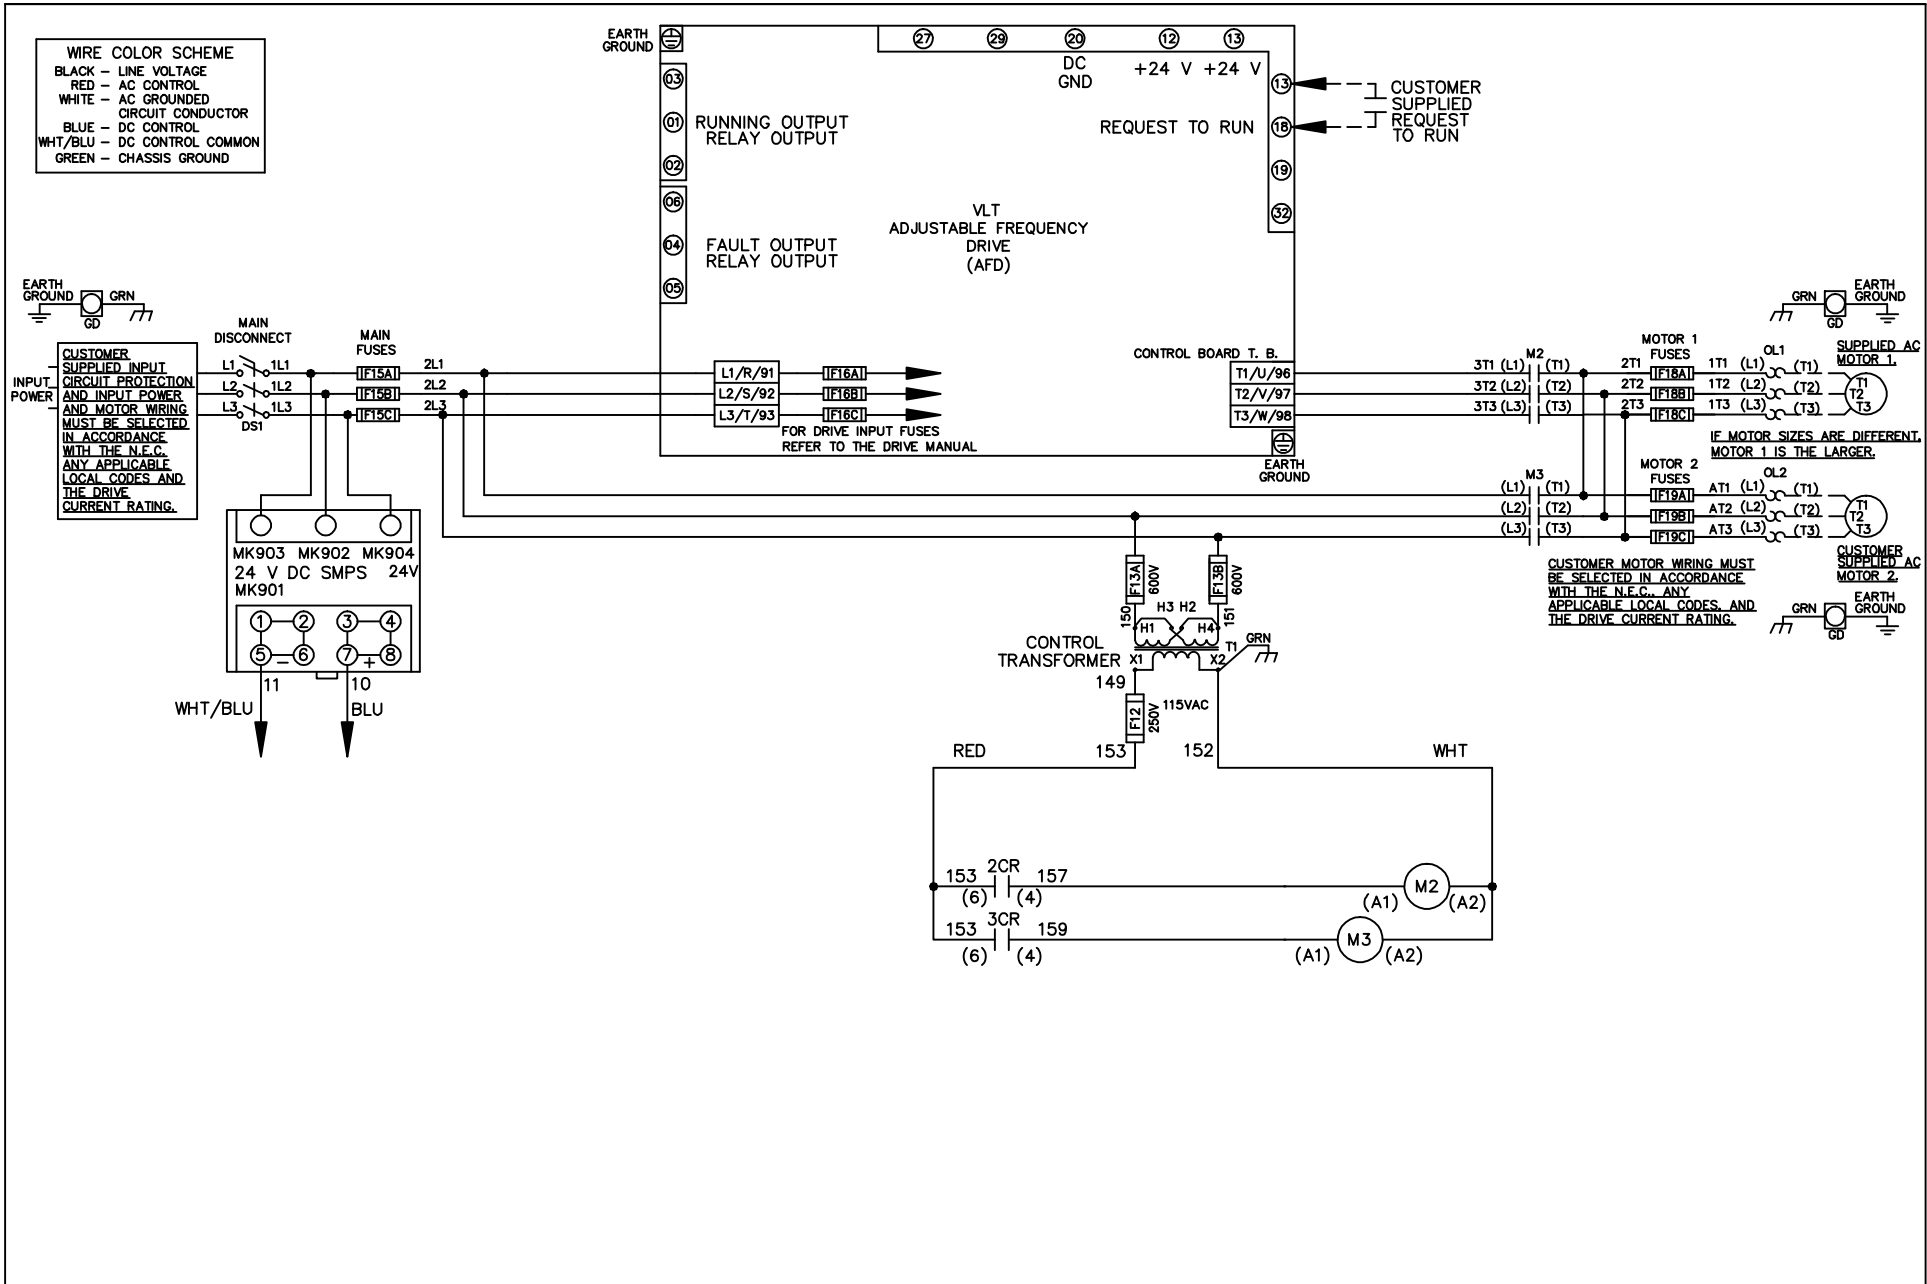 WIRE COLOR SCHEME
BLACK – LINE VOLTAGE
RED – AC CONTROL
WHITE – AC GROUNDED
CIRCUIT CONDUCTOR
BLUE – DC CONTROL
WHT/BLU – DC CONTROL COMMON
GREEN – CHASSIS GROUND
EARTH
GROUND
03
01
02
RUNNING OUTPUT
RELAY OUTPUT
06
04
05
FAULT OUTPUT
RELAY OUTPUT
27 29 20 12 13
DC
GND
+24 V +24 V
13
REQUEST TO RUN 18
19
32
CUSTOMER
SUPPLIED
REQUEST
TO RUN
VLT
ADJUSTABLE FREQUENCY
DRIVE
(AFD)
EARTH
GROUND
GRN
GD
INPUT
POWER
CUSTOMER
SUPPLIED INPUT
CIRCUIT PROTECTION
AND INPUT POWER
AND MOTOR WIRING
MUST BE SELECTED
IN ACCORDANCE
WITH THE N.E.C.
ANY APPLICABLE
LOCAL CODES AND
THE DRIVE
CURRENT RATING.
MAIN
DISCONNECT
L1 1L1
L2 1L2
L3 1L3
DS1
MAIN
FUSES
F15A 2L1
F15B 2L2
F15C 2L3
L1/R/91 F16A
L2/S/92 F16B
L3/T/93 F16C
FOR DRIVE INPUT FUSES
REFER TO THE DRIVE MANUAL
CONTROL BOARD T. B.
T1/U/96
T2/V/97
T3/W/98
EARTH
GROUND
M2
3T1 (L1) (T1)
3T2 (L2) (T2)
3T3 (L3) (T3)
MOTOR 1
FUSES
2T1 F18A 1T1 (L1) (T1)
2T2 F18B 1T2 (L2) (T2)
2T3 F18C 1T3 (L3) (T3)
OL1
T1
T2
T3
GRN
GD
EARTH
GROUND
SUPPLIED AC
MOTOR 1.
IF MOTOR SIZES ARE DIFFERENT,
MOTOR 1 IS THE LARGER.
M3
(L1) (T1)
(L2) (T2)
(L3) (T3)
MOTOR 2
FUSES
F19A AT1 (L1) (T1)
F19B AT2 (L2) (T2)
F19C AT3 (L3) (T3)
OL2
T1
T2
T3
CUSTOMER
SUPPLIED AC
MOTOR 2.
CUSTOMER MOTOR WIRING MUST
BE SELECTED IN ACCORDANCE
WITH THE N.E.C., ANY
APPLICABLE LOCAL CODES, AND
THE DRIVE CURRENT RATING.
GRN
GD
EARTH
GROUND
MK903 MK902 MK904
24 V DC SMPS 24V
MK901
1 2 3 4
5 – 6 7 + 8
11 10
WHT/BLU BLU
F13A 600V
F13B 600V
150 151
H3 H2
H1 H4
CONTROL
TRANSFORMER
X1 X2
T1
GRN
149
F12 250V
115VAC
RED 153 152 WHT
153 2CR 157
(6) (4)
M2
(A1) (A2)
153 3CR 159
(6) (4)
M3
(A1) (A2)